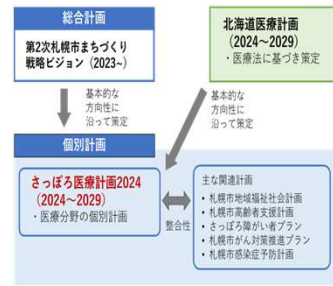 総合計画
第2次札幌市まちづくり
戦略ビジョン（2023~）
北海道医療計画
（2024～2029）
・医療法に基づき策定
基本的な
方向性に
沿って策定
基本的な
方向性に
沿って策定
個別計画
さっぽろ医療計画2024
（2024～2029）
・医療分野の個別計画
整合性
主な関連計画
・札幌市地域福祉社会計画
・札幌市高齢者支援計画
・さっぽろ障がい者プラン
・札幌市がん対策推進プラン
・札幌市感染症予防計画